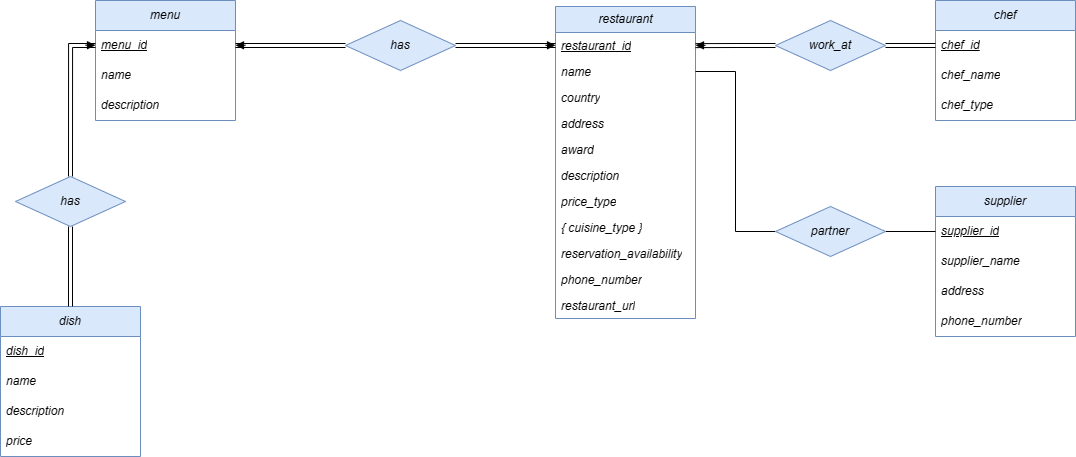 menu
menu_id
name
description
has
restaurant
restaurant_id
name
country
address
award
description
price_type
{ cuisine_type }
reservation_availability
phone_number
restaurant_url
work_at
chef
chef_id
chef_name
chef_type
has
partner
supplier
supplier_id
supplier_name
address
phone_number
dish
dish_id
name
description
price